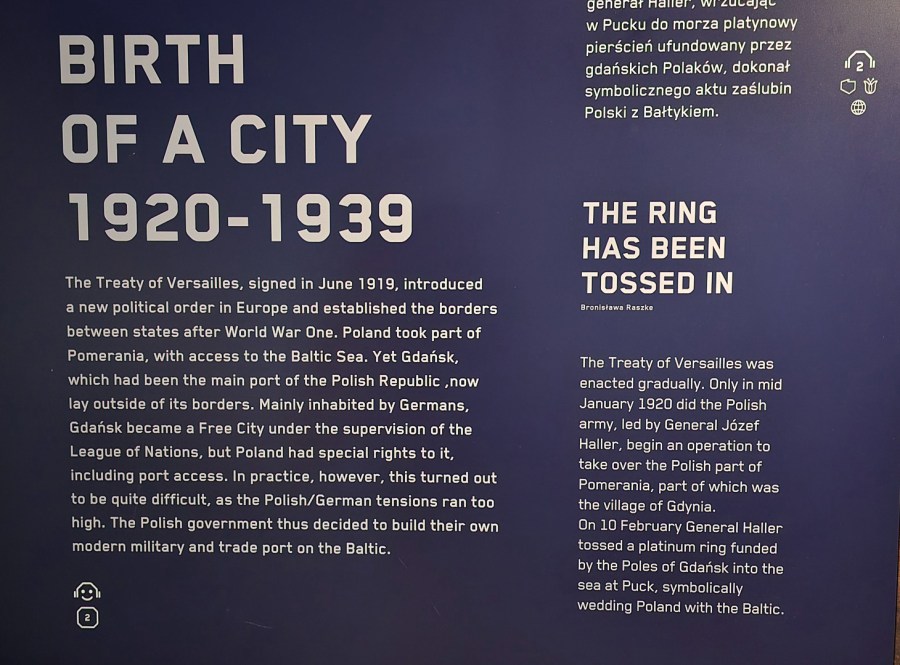 BIRTH
OF A CITY
1920-1939
The Treaty of Versailles, signed in June 1919, introduced
a new political order in Europe and established the borders
between states after World War One. Poland took part of
Pomerania, with access to the Baltic Sea. Yet Gdańsk,
which had been the main port of the Polish Republic ,now
lay outside of its borders. Mainly inhabited by Germans,
Gdańsk became a Free City under the supervision of the
League of Nations, but Poland had special rights to it,
including port access. In practice, however, this turned out
to be quite difficult, as the Polish/German tensions ran too
high. The Polish government thus decided to build their own
modern military and trade port on the Baltic.
2
generał Haller, wrzucając
w Pucku do morza platynowy
pierścień ufundowany przez
gdańskich Polaków, dokonał
symbolicznego aktu zaślubin
Polski z Bałtykiem.
2
THE RING
HAS BEEN
TOSSED IN
Bronisława Raszke
The Treaty of Versailles was
enacted gradually. Only in mid
January 1920 did the Polish
army, led by General Józef
Haller, begin an operation to
take over the Polish part of
Pomerania, part of which was
the village of Gdynia.
On 10 February General Haller
tossed a platinum ring funded
by the Poles of Gdańsk into the
sea at Puck, symbolically
wedding Poland with the Baltic.